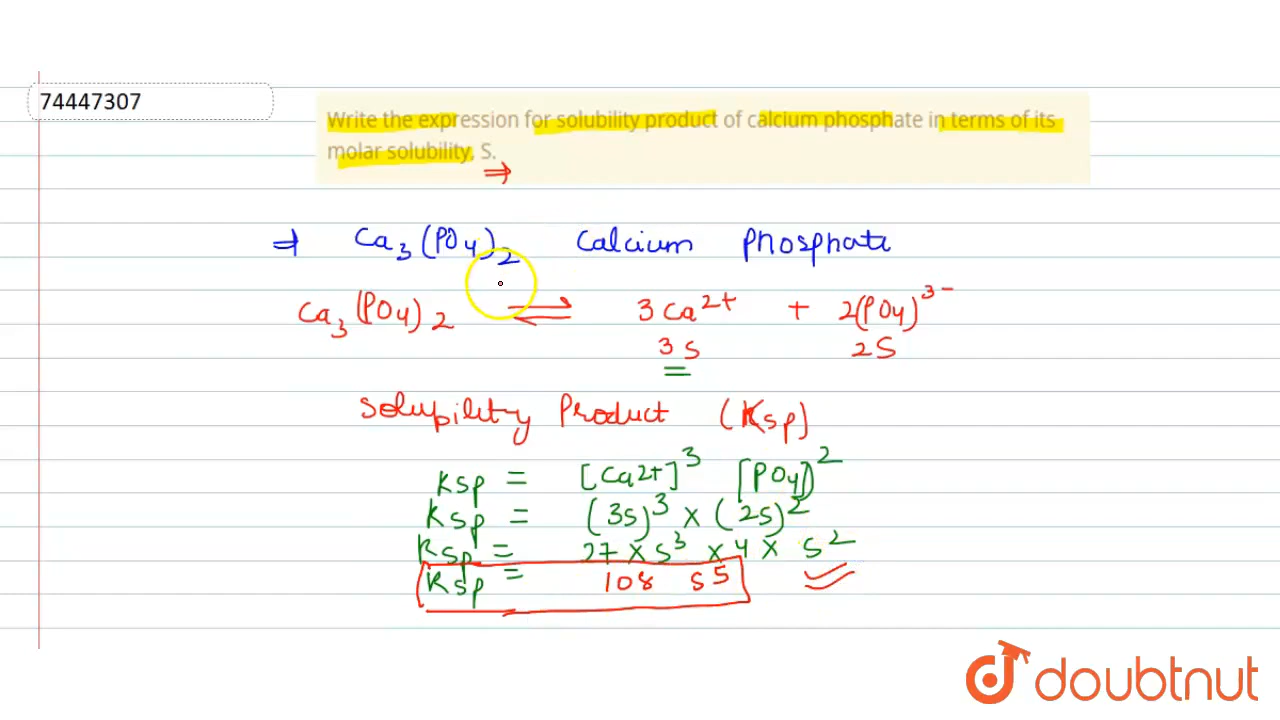 74447307
Write the expression for solubility product of calcium phosphate in terms of its
molar solubility, S.
⇒
⇒ Ca₃(PO₄)₂ Calcium Phosphate
Ca₃(PO₄)₂ ⇌ 3Ca²⁺ + 2(PO₄)³⁻
3S 2S
Solubility Product (Ksp)
Ksp = [Ca2+]³ [PO₄]²
Ksp = (3S)³ × (2S)²
Ksp = 27 × S³ × 4 × S²
Ksp = 108 S⁵
doubtnut